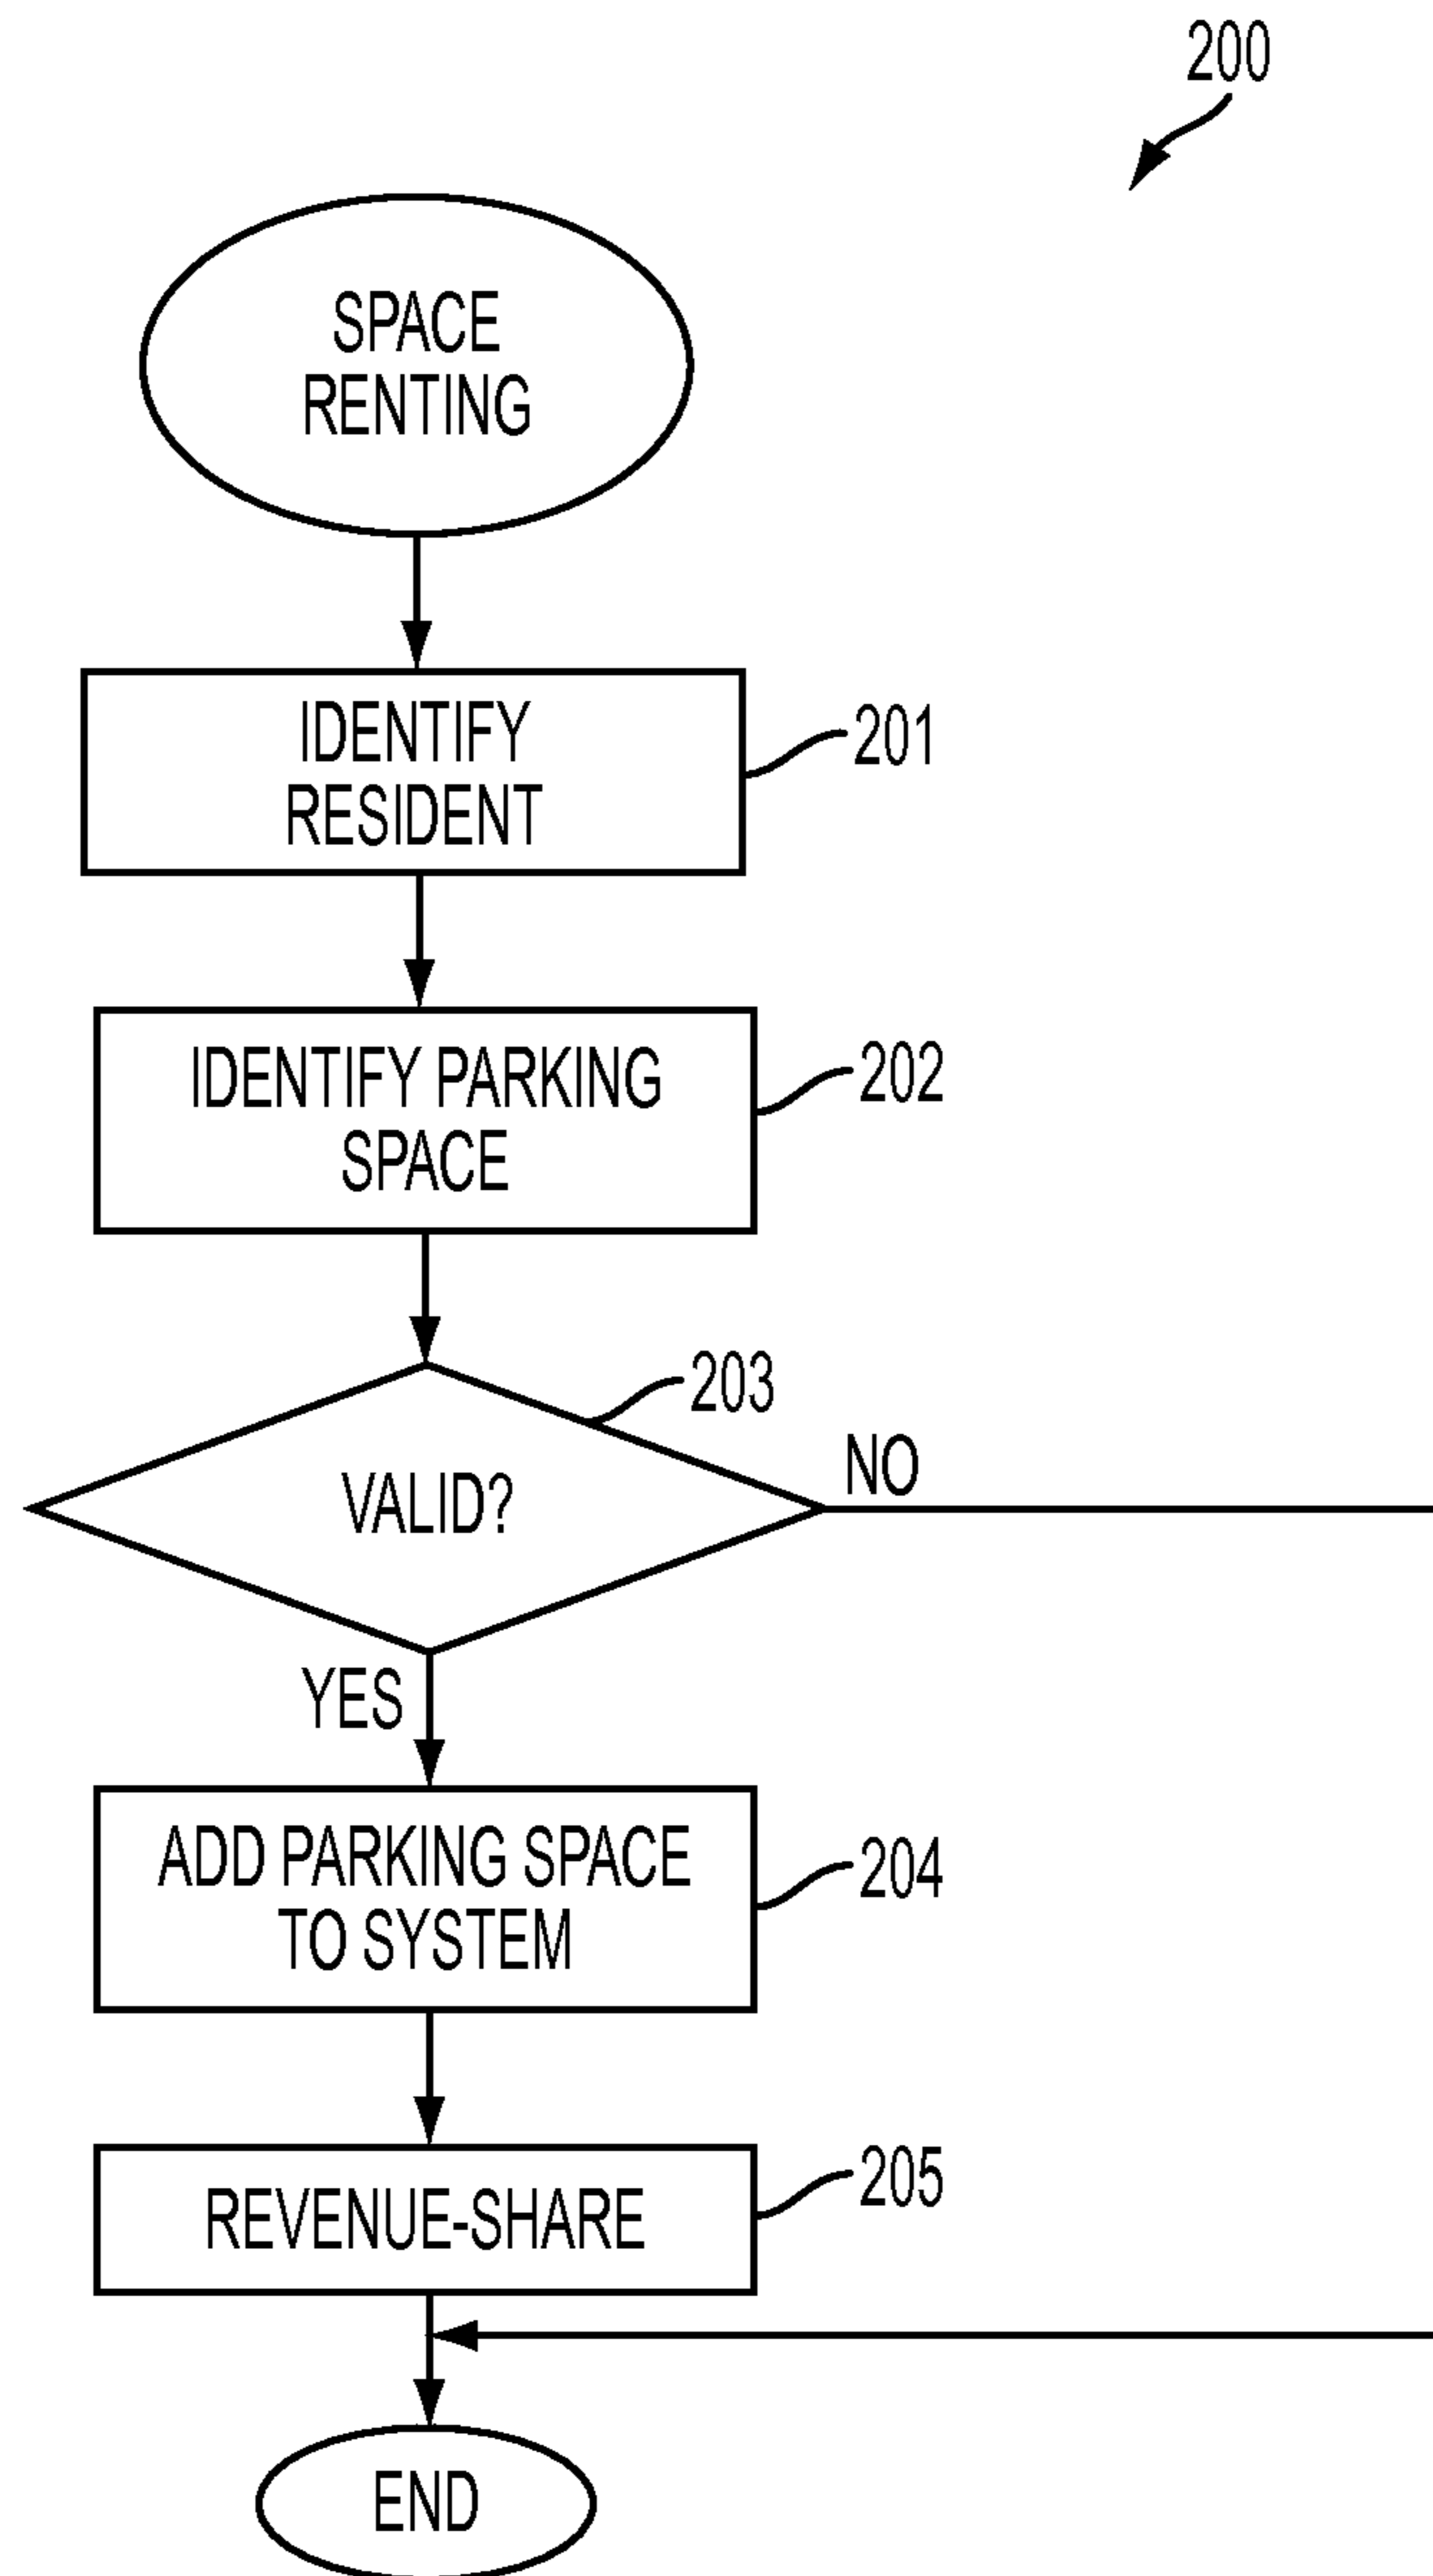 200
SPACE
RENTING
IDENTIFY
RESIDENT
201
IDENTIFY PARKING
SPACE
202
203
VALID?
NO
YES
ADD PARKING SPACE
TO SYSTEM
204
REVENUE-SHARE
205
END